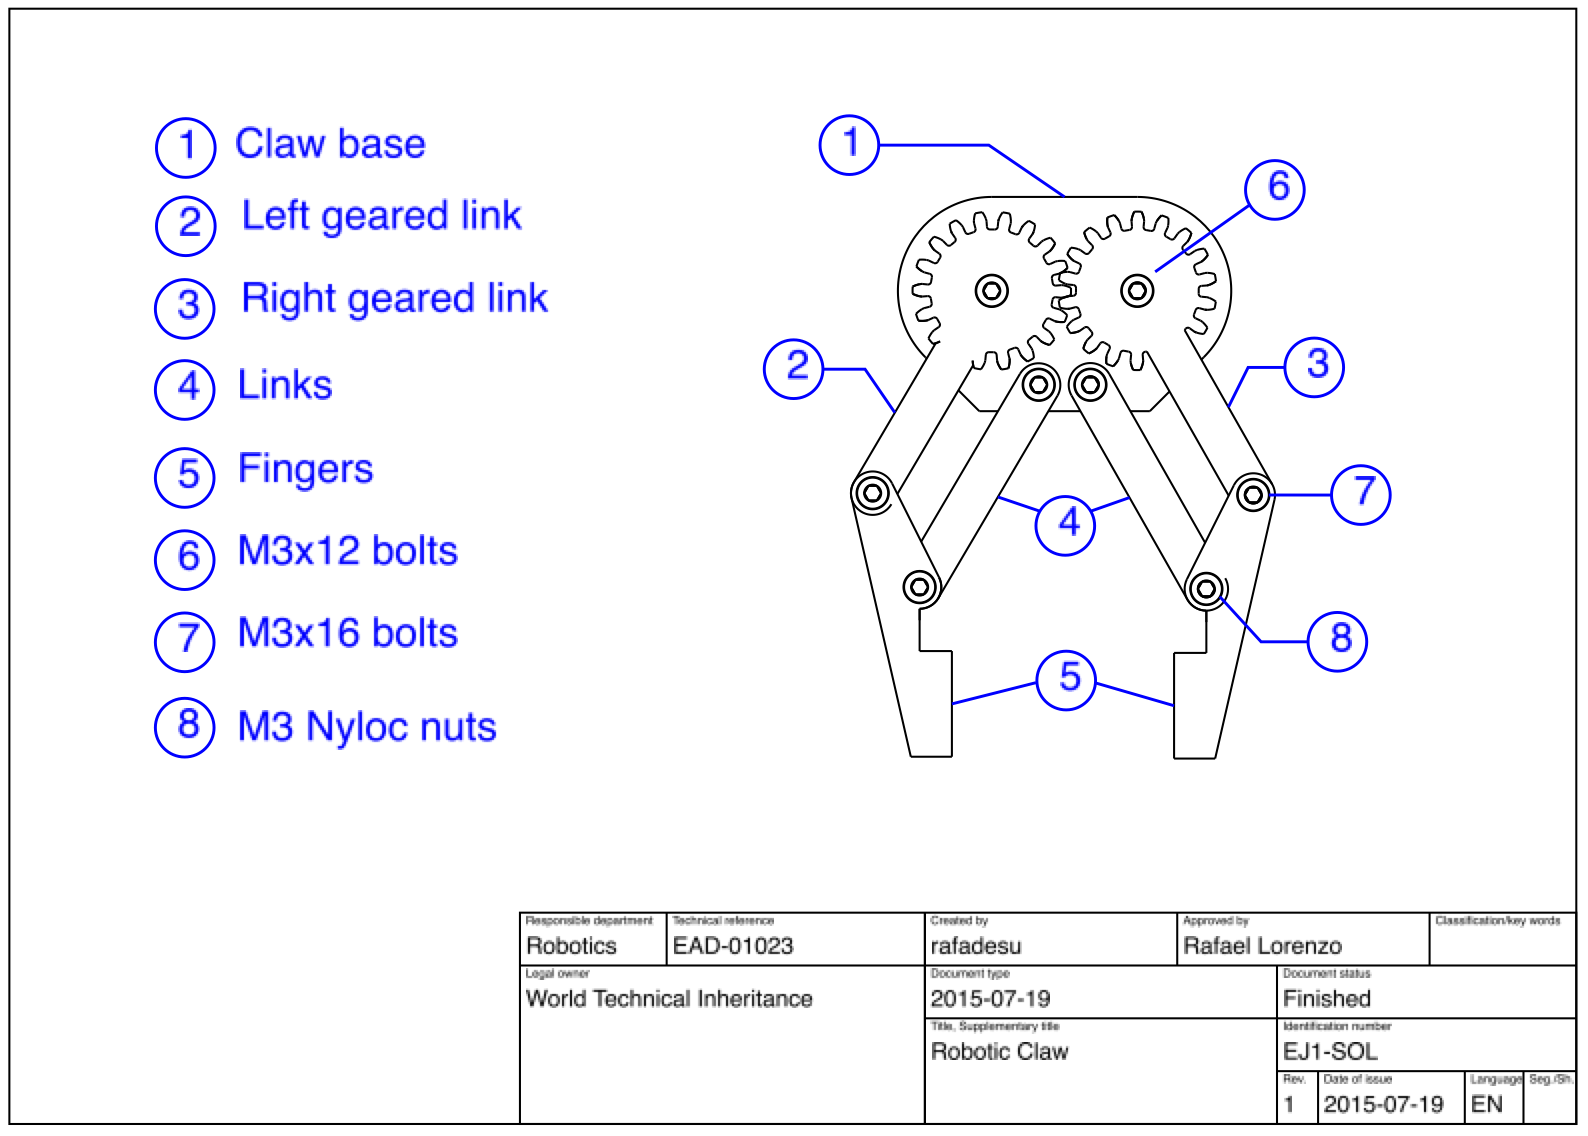 1 Claw base
2 Left geared link
3 Right geared link
4 Links
5 Fingers
6 M3x12 bolts
7 M3x16 bolts
8 M3 Nyloc nuts
1
6
2
3
4
7
5
8
Responsible department
Robotics
Technical reference
EAD-01023
Created by
rafadesu
Approved by
Rafael Lorenzo
Classification/key words
Legal owner
World Technical Inheritance
Document type
2015-07-19
Document status
Finished
Title, Supplementary title
Robotic Claw
Identification number
EJ1-SOL
Rev.
1
Date of issue
2015-07-19
Language
EN
Seg./Sh.